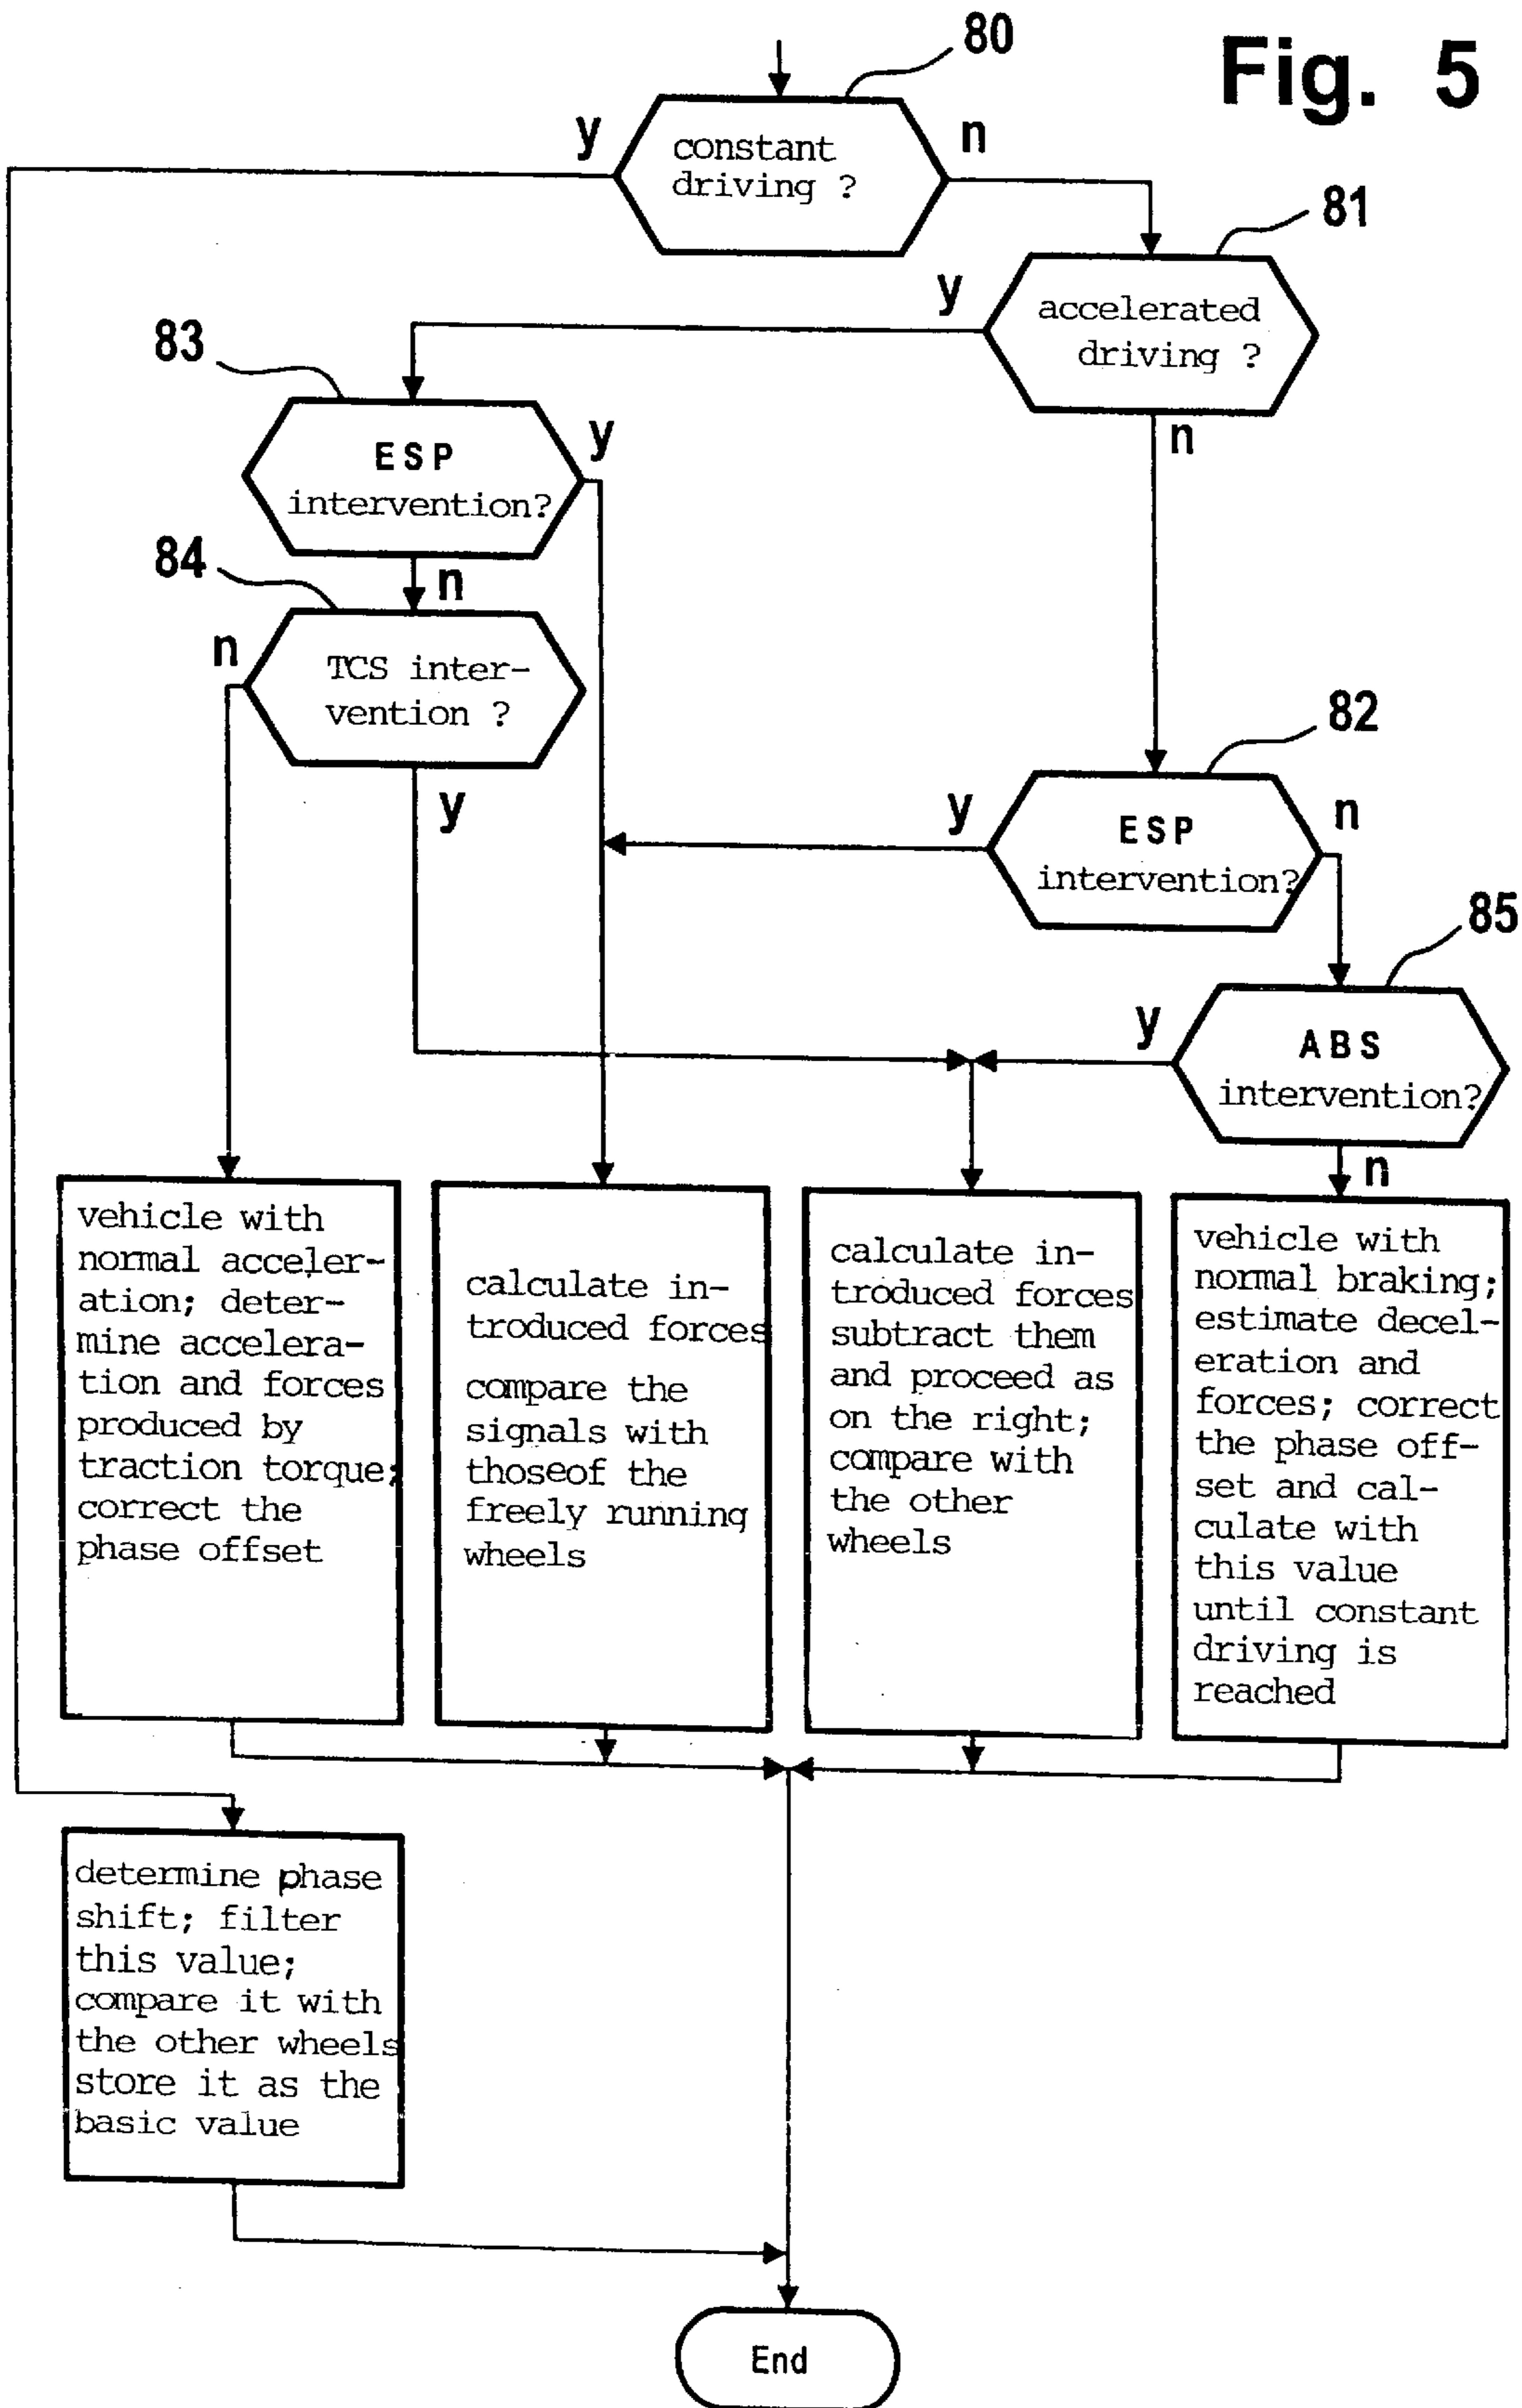 Fig. 5
80
y
n
constant
driving ?
81
y
accelerated
driving ?
n
83
ESP
intervention?
y
n
84
n
TCS inter-
vention ?
y
82
y
ESP
intervention?
n
85
y
ABS
intervention?
n
vehicle with
normal acceler-
ation; deter-
mine accelera-
tion and forces
produced by
traction torque;
correct the
phase offset
calculate in-
troduced forces
compare the
signals with
thoseof the
freely running
wheels
calculate in-
troduced forces
subtract them
and proceed as
on the right;
compare with
the other
wheels
vehicle with
normal braking;
estimate decel-
eration and
forces; correct
the phase off-
set and cal-
culate with
this value
until constant
driving is
reached
determine phase
shift; filter
this value;
compare it with
the other wheels
store it as the
basic value
End